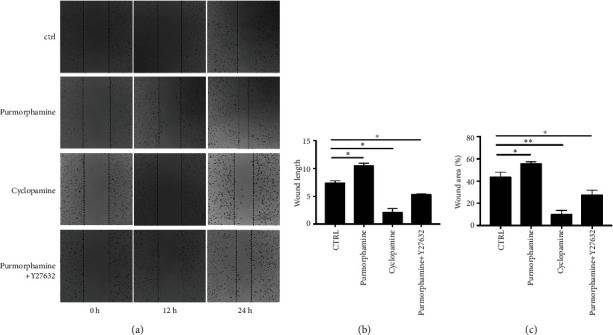 ctrl
Purmorphamine
Cyclopamine
Purmorphamine
+Y27632
0 h
12 h
24 h
(a)
Wound length
15
10
5
0
*
*
*
CTRL
Purmorphamine
Cyclopamine
Purmorphamine+Y27632
(b)
Wound area (%)
80
60
40
20
0
*
**
*
CTRL
Purmorphamine
Cyclopamine
Purmorphamine+Y27632
(c)